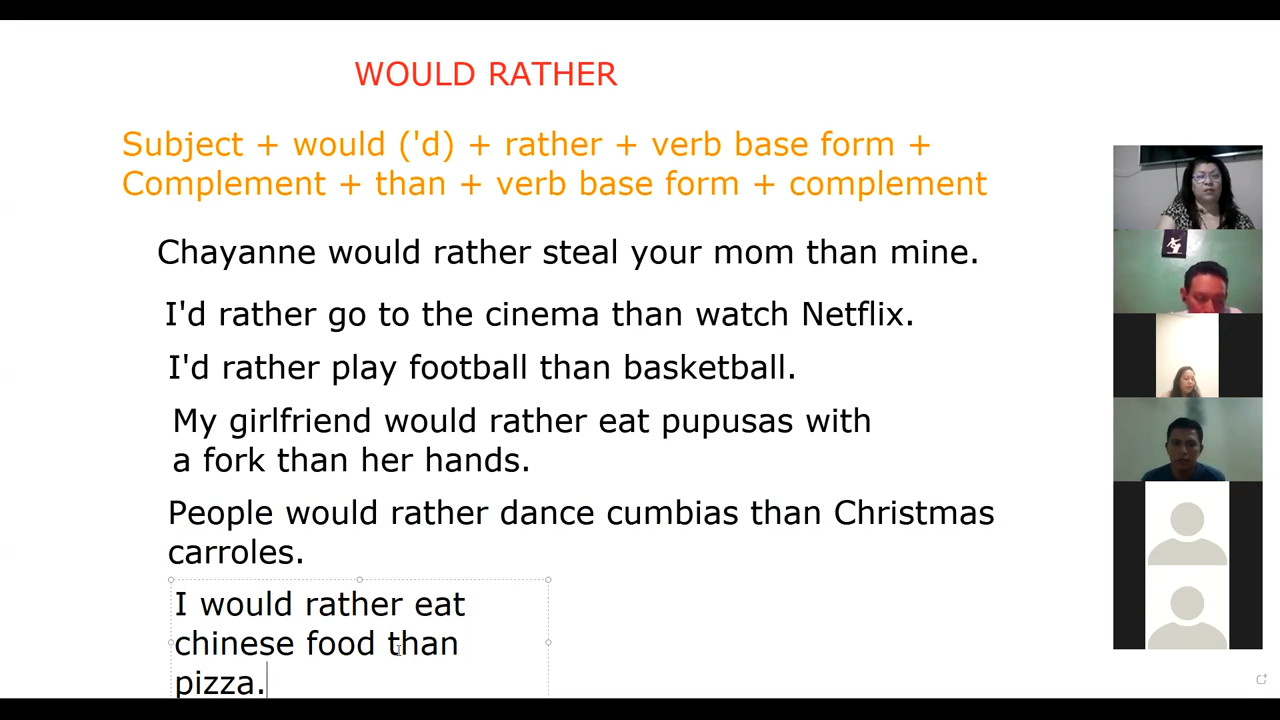 WOULD RATHER
Subject + would ('d) + rather + verb base form +
Complement + than + verb base form + complement
Chayanne would rather steal your mom than mine.
I'd rather go to the cinema than watch Netflix.
I'd rather play football than basketball.
My girlfriend would rather eat pupusas with
a fork than her hands.
People would rather dance cumbias than Christmas
carroles.
I would rather eat
chinese food than
pizza.